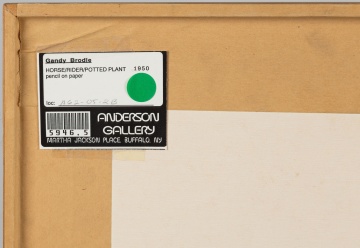 Gandy Brodie
HORSE/RIDER/POTTED PLANT 1950
pencil on paper
loc:
5946.5
ANDERSON
GALLERY
MARTHA JACKSON PLACE, BUFFALO, NY